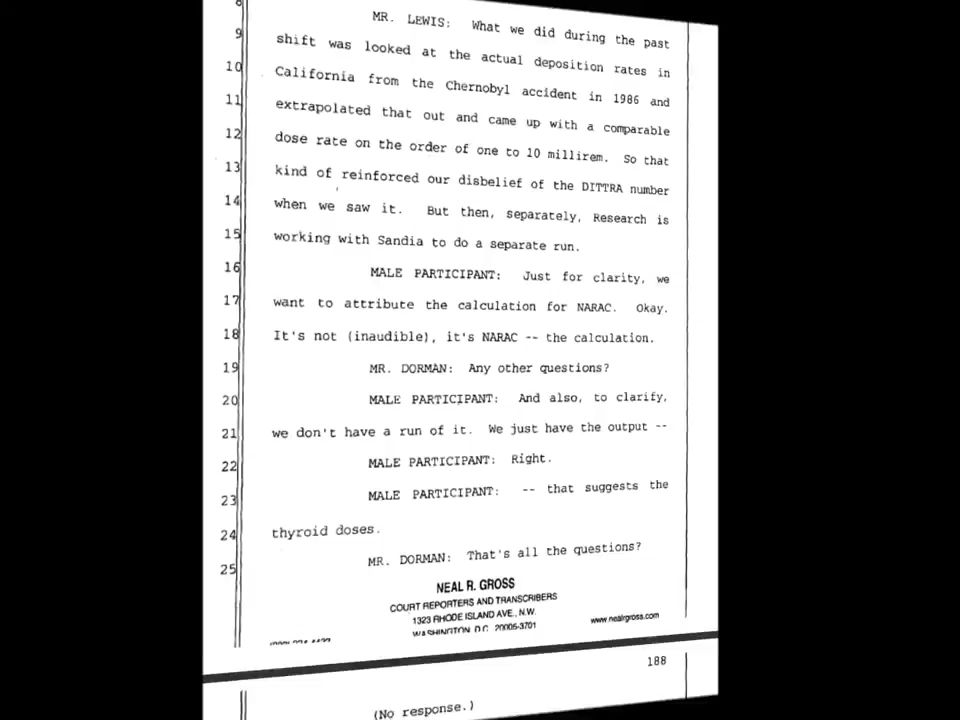 8 MR. LEWIS: What we did during the past
9 shift was looked at the actual deposition rates in
10 California from the Chernobyl accident in 1986 and
11 extrapolated that out and came up with a comparable
12 dose rate on the order of one to 10 millirem. So that
13 kind of reinforced our disbelief of the DITTRA number
14 when we saw it. But then, separately, Research is
15 working with Sandia to do a separate run.
16 MALE PARTICIPANT: Just for clarity, we
17 want to attribute the calculation for NARAC. Okay.
18 It's not (inaudible), it's NARAC -- the calculation.
19 MR. DORMAN: Any other questions?
20 MALE PARTICIPANT: And also, to clarify,
21 we don't have a run of it. We just have the output --
22 MALE PARTICIPANT: Right.
23 MALE PARTICIPANT: -- that suggests the
24 thyroid doses.
25 MR. DORMAN: That's all the questions?
NEAL R. GROSS
COURT REPORTERS AND TRANSCRIBERS
1323 RHODE ISLAND AVE., N.W.
WASHINGTON, D.C. 20005-3701 www.nealrgross.com
188
(No response.)